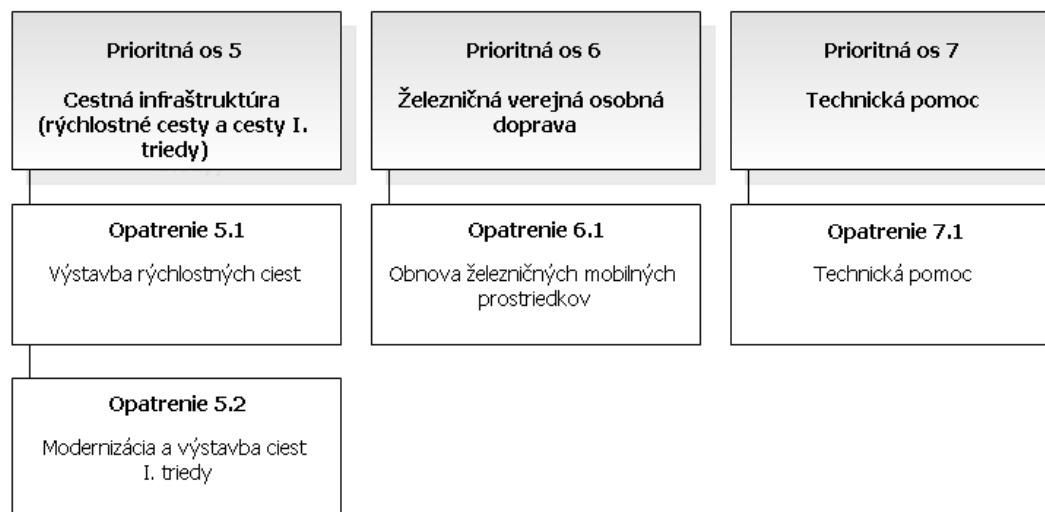 Prioritná os 5
Cestná infraštruktúra
(rýchlostné cesty a cesty I.
triedy)
Opatrenie 5.1
Výstavba rýchlostných ciest
Opatrenie 5.2
Modernizácia a výstavba ciest
I. triedy
Prioritná os 6
Železničná verejná osobná
doprava
Opatrenie 6.1
Obnova železničných mobilných
prostriedkov
Prioritná os 7
Technická pomoc
Opatrenie 7.1
Technická pomoc